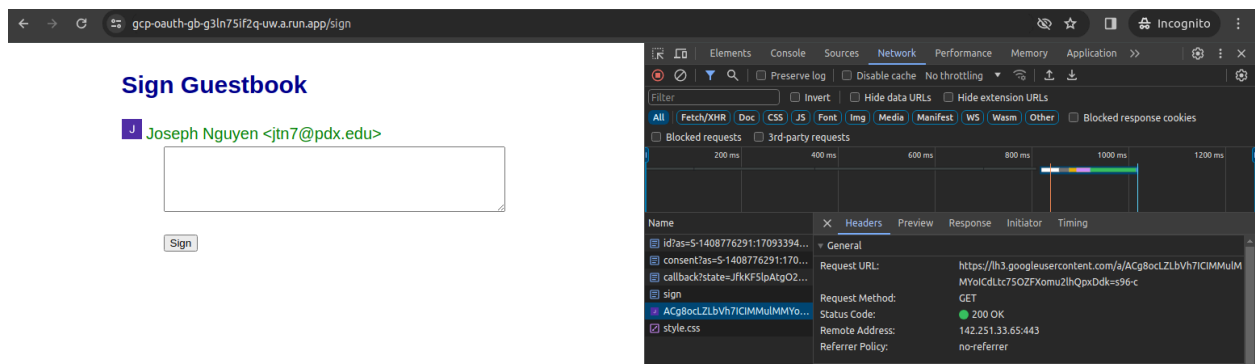 gcp-oauth-gb-g3ln75if2q-uw.a.run.app/sign
Incognito
Sign Guestbook
J Joseph Nguyen <jtn7@pdx.edu>
Sign
Elements Console Sources Network Performance Memory Application
Preserve log Disable cache No throttling
Filter Invert Hide data URLs Hide extension URLs
All Fetch/XHR Doc CSS JS Font Img Media Manifest WS Wasm Other Blocked response cookies
Blocked requests 3rd-party requests
200 ms 400 ms 600 ms 800 ms 1000 ms 1200 ms
Name Headers Preview Response Initiator Timing
id?as=S-1408776291:17093394...
consent?as=S-1408776291:170...
callback?state=JfkKF5lpAtgO2...
sign
ACg8ocLZLbVh7ICIMMulMMYo...
style.css
General
Request URL: https://lh3.googleusercontent.com/a/ACg8ocLZLbVh7ICIMMulM
MYoICdLtc75OZFXomu2lhQpxDdk=s96-c
Request Method: GET
Status Code: 200 OK
Remote Address: 142.251.33.65:443
Referrer Policy: no-referrer